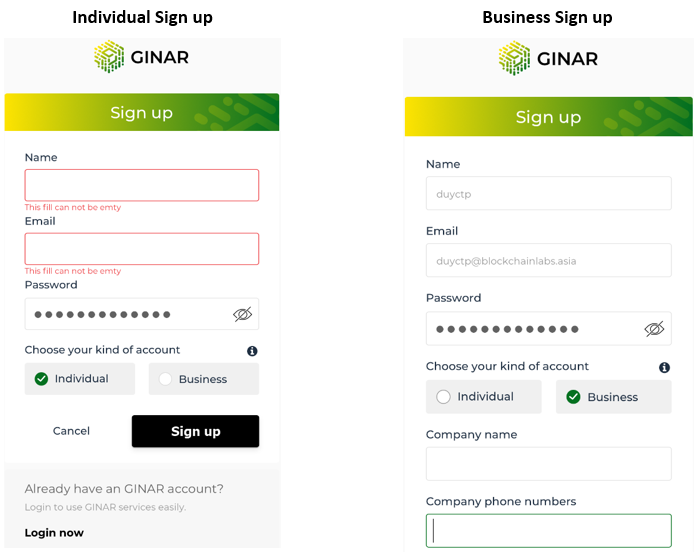 Individual Sign up
GINAR
Sign up
Name
This fill can not be emty
Email
This fill can not be emty
Password
Choose your kind of account
Individual
Business
Cancel
Sign up
Already have an GINAR account?
Login to use GINAR services easily.
Login now
Business Sign up
GINAR
Sign up
Name
duyctp
Email
duyctp@blockchainlabs.asia
Password
Choose your kind of account
Individual
Business
Company name
Company phone numbers